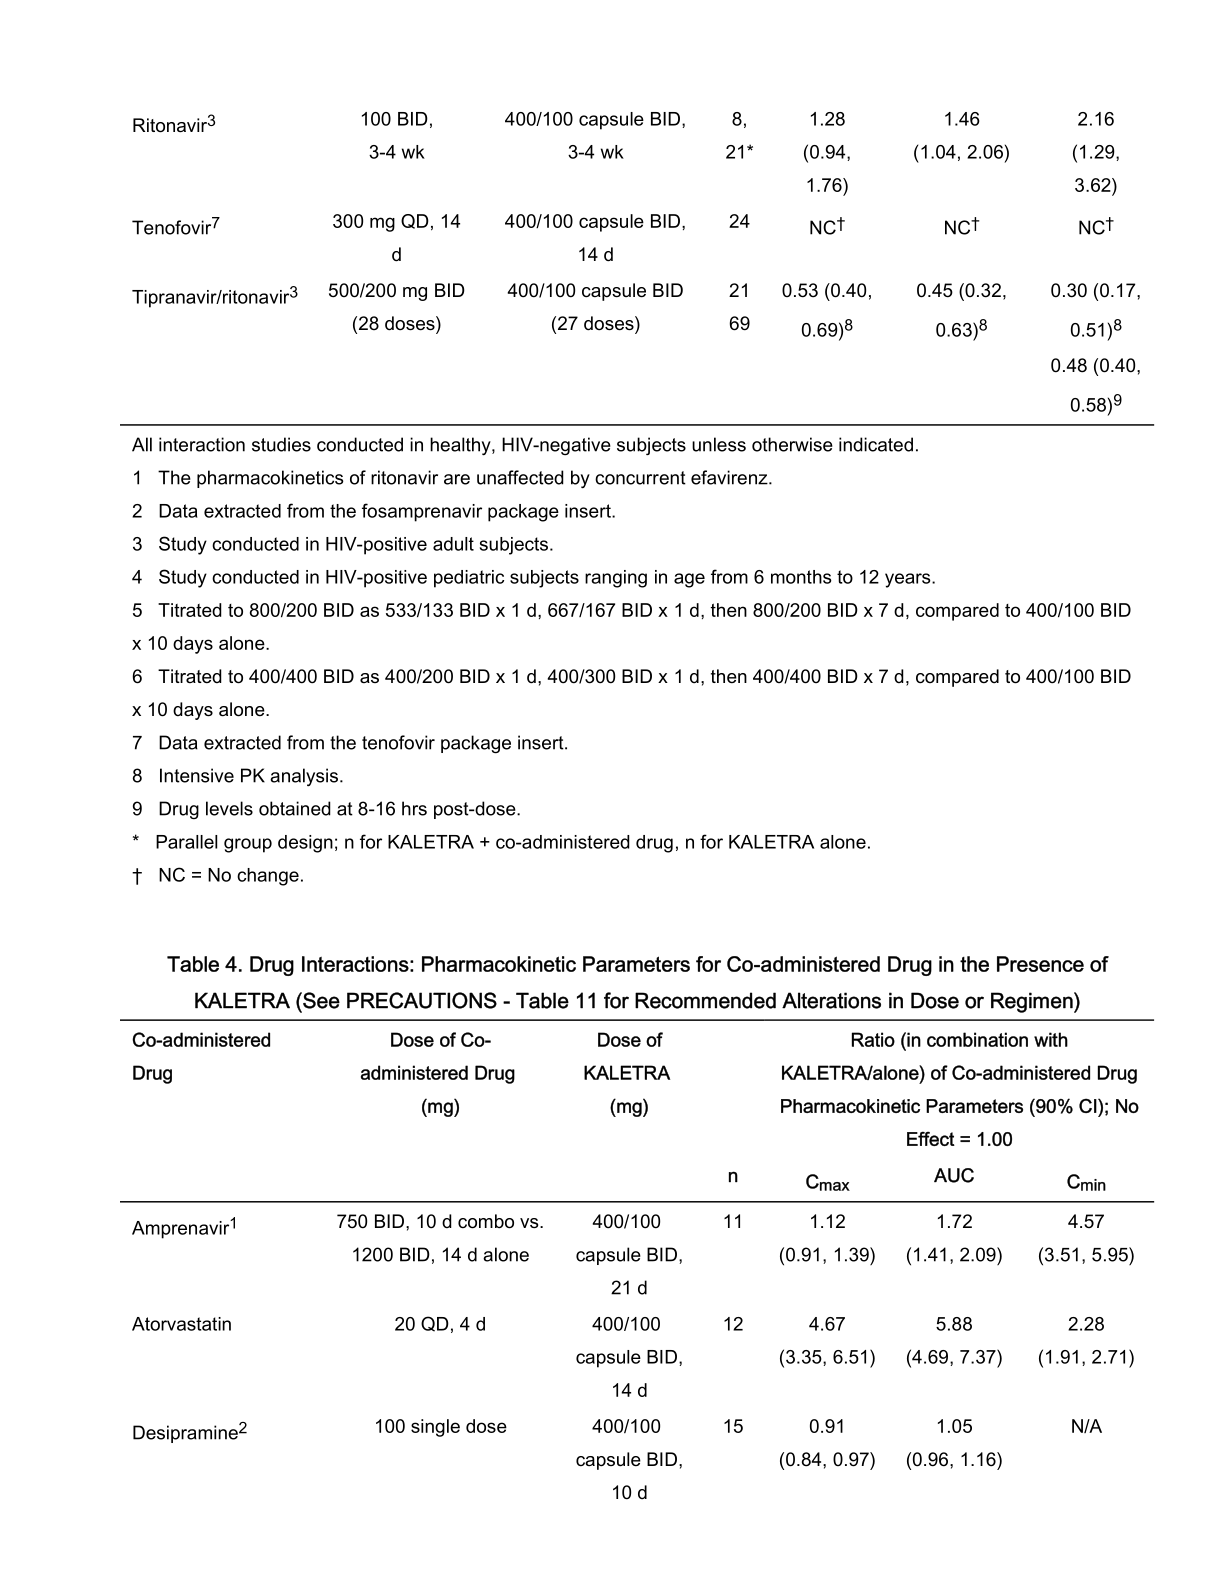 Ritonavir3 100 BID, 400/100 capsule BID, 8, 1.28 1.46 2.16
3-4 wk 3-4 wk 21* (0.94, (1.04, 2.06) (1.29,
1.76) 3.62)
Tenofovir7 300 mg QD, 14 400/100 capsule BID, 24 NC† NC† NC†
d 14 d
Tipranavir/ritonavir3 500/200 mg BID 400/100 capsule BID 21 0.53 (0.40, 0.45 (0.32, 0.30 (0.17,
(28 doses) (27 doses) 69 0.69)8 0.63)8 0.51)8
0.48 (0.40,
0.58)9
All interaction studies conducted in healthy, HIV-negative subjects unless otherwise indicated.
1 The pharmacokinetics of ritonavir are unaffected by concurrent efavirenz.
2 Data extracted from the fosamprenavir package insert.
3 Study conducted in HIV-positive adult subjects.
4 Study conducted in HIV-positive pediatric subjects ranging in age from 6 months to 12 years.
5 Titrated to 800/200 BID as 533/133 BID x 1 d, 667/167 BID x 1 d, then 800/200 BID x 7 d, compared to 400/100 BID
x 10 days alone.
6 Titrated to 400/400 BID as 400/200 BID x 1 d, 400/300 BID x 1 d, then 400/400 BID x 7 d, compared to 400/100 BID
x 10 days alone.
7 Data extracted from the tenofovir package insert.
8 Intensive PK analysis.
9 Drug levels obtained at 8-16 hrs post-dose.
* Parallel group design; n for KALETRA + co-administered drug, n for KALETRA alone.
† NC = No change.
Table 4. Drug Interactions: Pharmacokinetic Parameters for Co-administered Drug in the Presence of
KALETRA (See PRECAUTIONS - Table 11 for Recommended Alterations in Dose or Regimen)
Co-administered Dose of Co- Dose of Ratio (in combination with
Drug administered Drug KALETRA KALETRA/alone) of Co-administered Drug
(mg) (mg) Pharmacokinetic Parameters (90% CI); No
Effect = 1.00
n Cmax AUC Cmin
Amprenavir1 750 BID, 10 d combo vs. 400/100 11 1.12 1.72 4.57
1200 BID, 14 d alone capsule BID, (0.91, 1.39) (1.41, 2.09) (3.51, 5.95)
21 d
Atorvastatin 20 QD, 4 d 400/100 12 4.67 5.88 2.28
capsule BID, (3.35, 6.51) (4.69, 7.37) (1.91, 2.71)
14 d
Desipramine2 100 single dose 400/100 15 0.91 1.05 N/A
capsule BID, (0.84, 0.97) (0.96, 1.16)
10 d